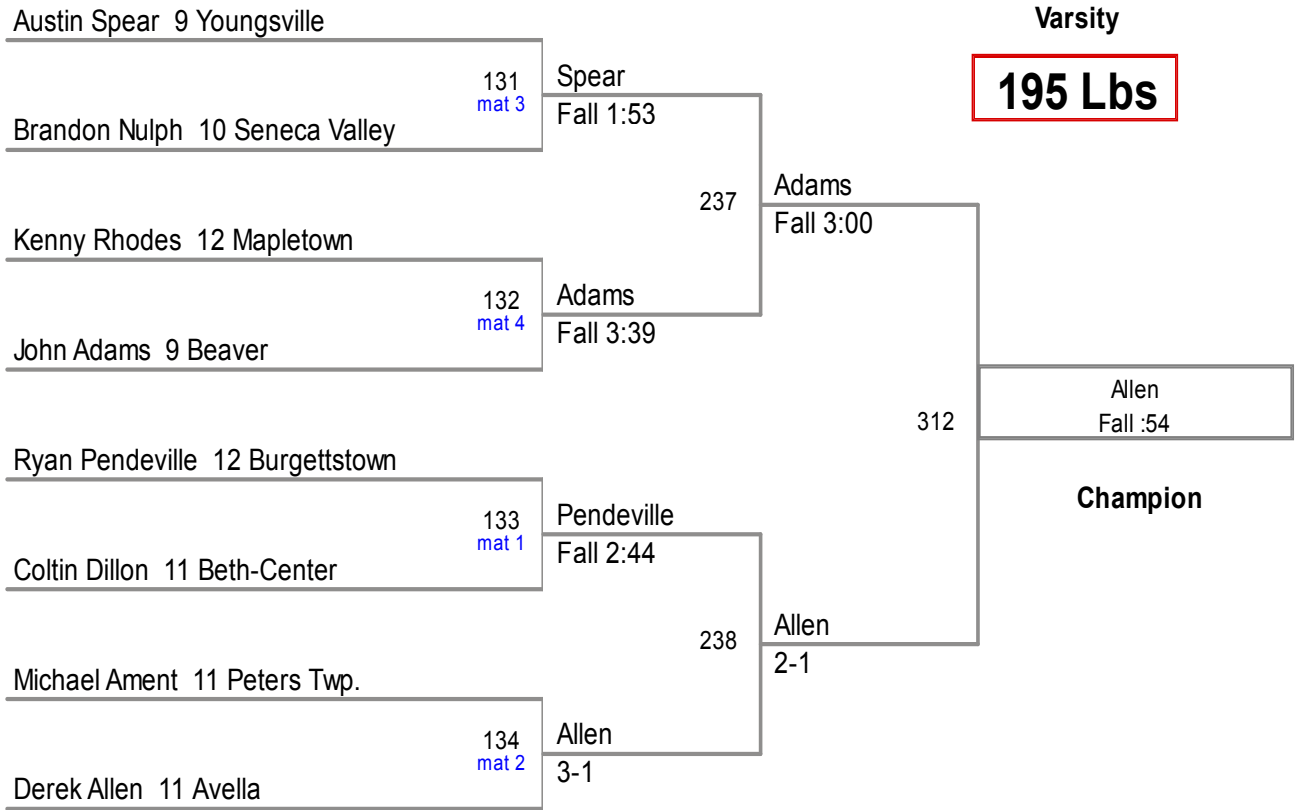 Austin Spear 9 Youngsville
Varsity
195 Lbs
131
mat 3
Spear
Fall 1:53
Brandon Nulph 10 Seneca Valley
237
Adams
Fall 3:00
Kenny Rhodes 12 Mapletown
132
mat 4
Adams
Fall 3:39
John Adams 9 Beaver
312
Allen
Fall :54
Champion
Ryan Pendeville 12 Burgettstown
133
mat 1
Pendeville
Fall 2:44
Coltin Dillon 11 Beth-Center
238
Allen
2-1
Michael Ament 11 Peters Twp.
134
mat 2
Allen
3-1
Derek Allen 11 Avella